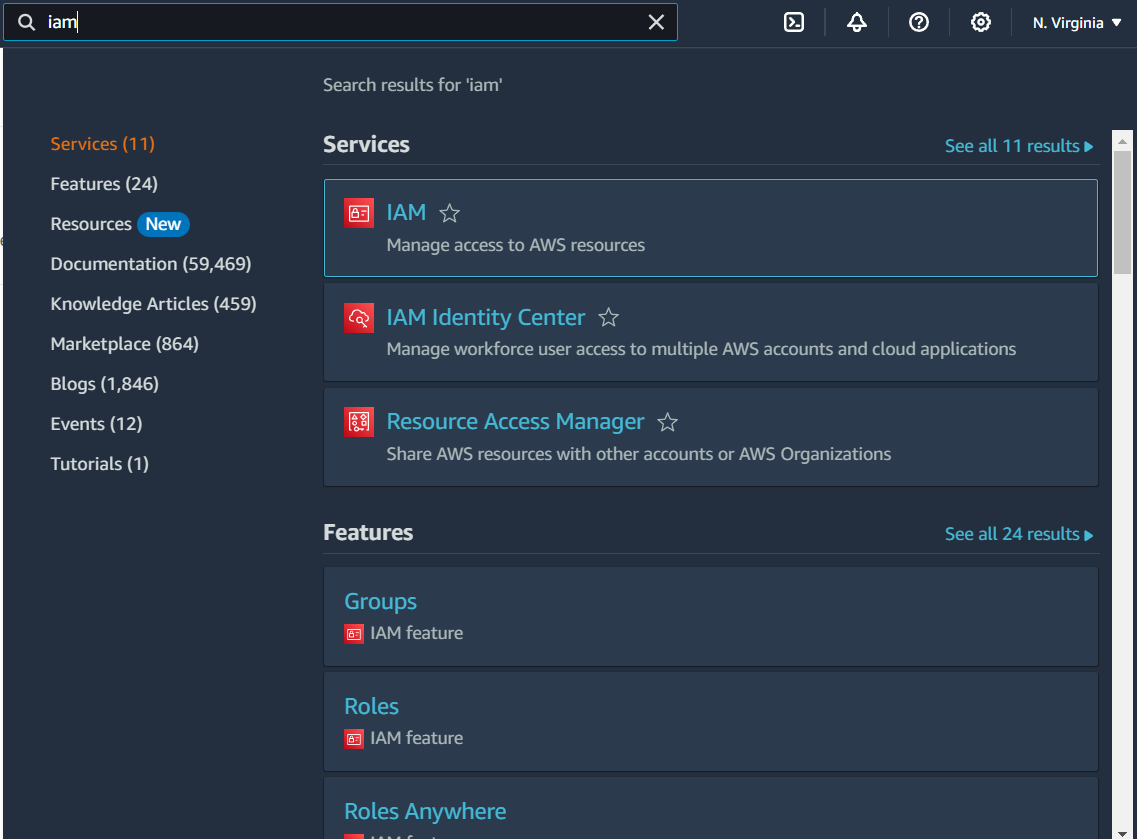 iam
N. Virginia
Search results for 'iam'
Services (11)
Features (24)
Resources New
Documentation (59,469)
Knowledge Articles (459)
Marketplace (864)
Blogs (1,846)
Events (12)
Tutorials (1)
Services
See all 11 results
IAM
Manage access to AWS resources
IAM Identity Center
Manage workforce user access to multiple AWS accounts and cloud applications
Resource Access Manager
Share AWS resources with other accounts or AWS Organizations
Features
See all 24 results
Groups
IAM feature
Roles
IAM feature
Roles Anywhere